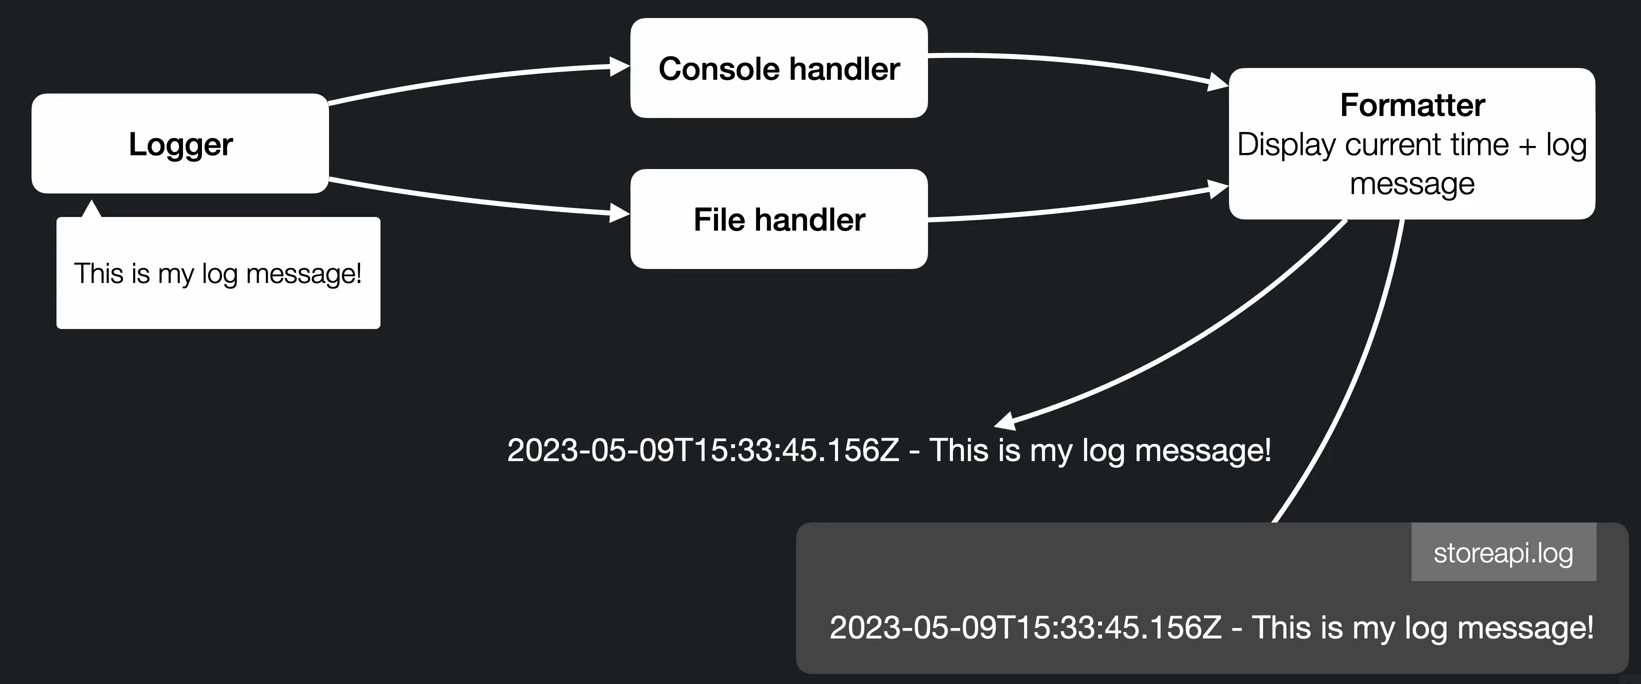 Console handler
Logger
Formatter
Display current time + log
message
File handler
This is my log message!
2023-05-09T15:33:45.156Z - This is my log message!
storeapi.log
2023-05-09T15:33:45.156Z - This is my log message!